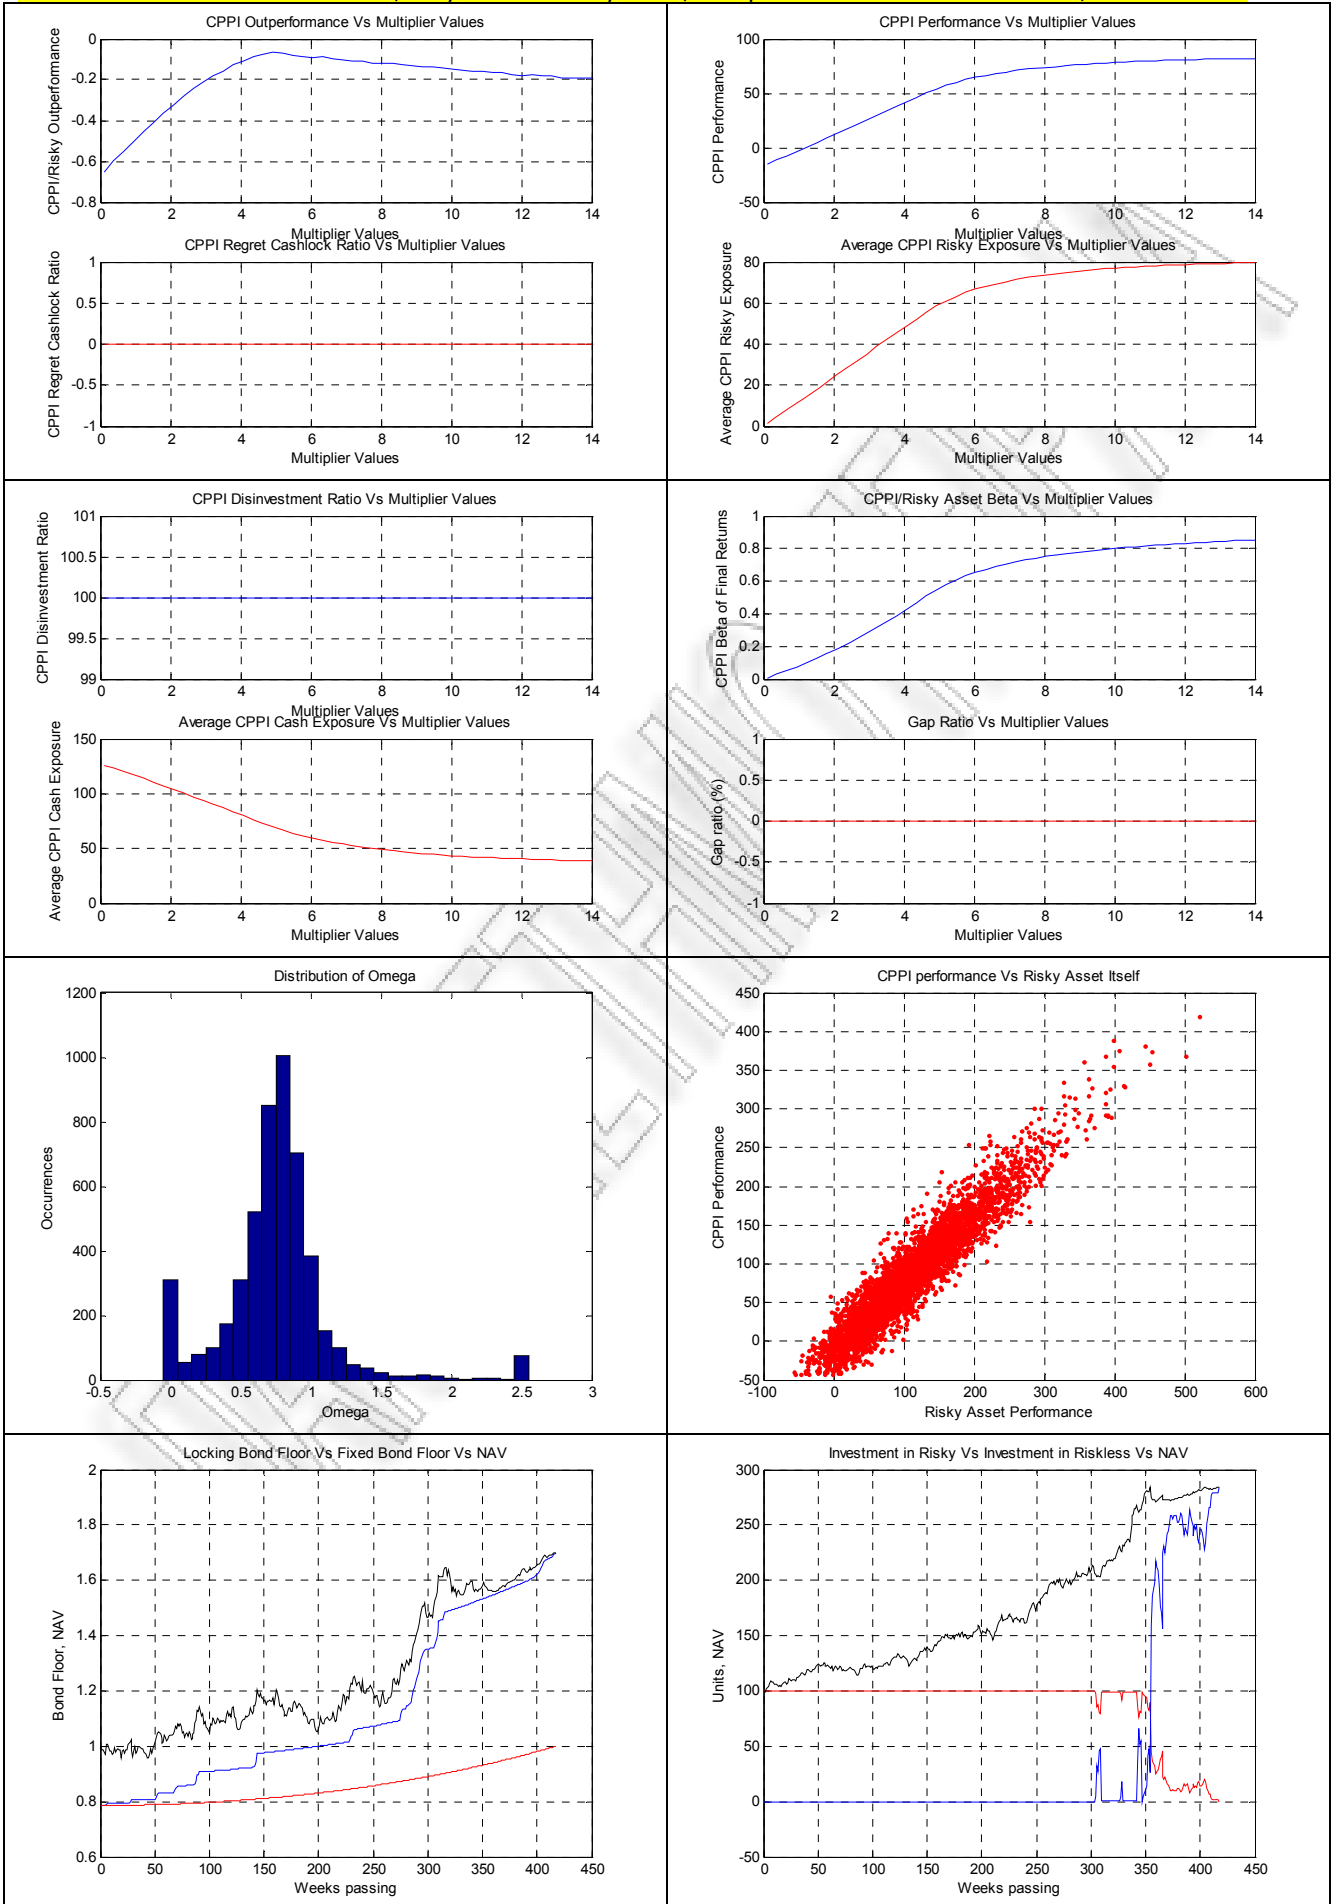 CPPI Outperformance Vs Multiplier Values
CPPI/Risky Outperformance
0
-0.2
-0.4
-0.6
-0.8
0 2 4 6 8 10 12 14
Multiplier Values
CPPI Regret Cashlock Ratio Vs Multiplier Values
CPPI Regret Cashlock Ratio
1
0.5
0
-0.5
-1
0 2 4 6 8 10 12 14
Multiplier Values
CPPI Performance Vs Multiplier Values
CPPI Performance
100
50
0
-50
0 2 4 6 8 10 12 14
Multiplier Values
Average CPPI Risky Exposure Vs Multiplier Values
Average CPPI Risky Exposure
80
60
40
20
0
0 2 4 6 8 10 12 14
Multiplier Values
CPPI Disinvestment Ratio Vs Multiplier Values
CPPI Disinvestment Ratio
101
100.5
100
99.5
99
0 2 4 6 8 10 12 14
Multiplier Values
Average CPPI Cash Exposure Vs Multiplier Values
Average CPPI Cash Exposure
150
100
50
0
0 2 4 6 8 10 12 14
Multiplier Values
CPPI/Risky Asset Beta Vs Multiplier Values
CPPI Beta of Final Returns
1
0.8
0.6
0.4
0.2
0
0 2 4 6 8 10 12 14
Gap Ratio Vs Multiplier Values
Gap ratio (%)
1
0.5
0
-0.5
-1
0 2 4 6 8 10 12 14
Multiplier Values
Distribution of Omega
Occurrences
1200
1000
800
600
400
200
0
-0.5 0 0.5 1 1.5 2 2.5 3
Omega
CPPI performance Vs Risky Asset Itself
CPPI Performance
450
400
350
300
250
200
150
100
50
0
-50
-100 0 100 200 300 400 500 600
Risky Asset Performance
Locking Bond Floor Vs Fixed Bond Floor Vs NAV
Bond Floor, NAV
2
1.8
1.6
1.4
1.2
1
0.8
0.6
0 50 100 150 200 250 300 350 400 450
Weeks passing
Investment in Risky Vs Investment in Riskless Vs NAV
Units, NAV
300
250
200
150
100
50
0
-50
0 50 100 150 200 250 300 350 400 450
Weeks passing